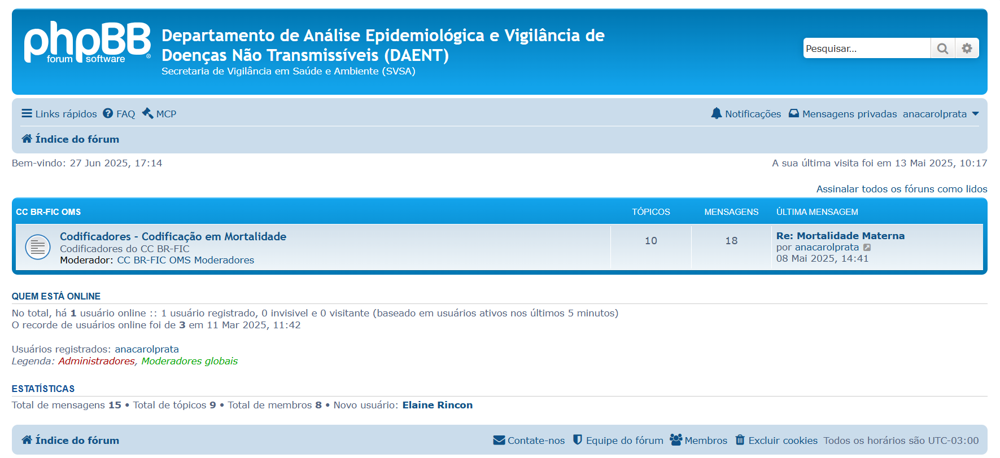 phpBB
forum software ®
Departamento de Análise Epidemiológica e Vigilância de
Doenças Não Transmissíveis (DAENT)
Secretaria de Vigilância em Saúde e Ambiente (SVSA)
Pesquisar...
Links rápidos FAQ MCP
Notificações Mensagens privadas anacarolprata
Índice do fórum
Bem-vindo: 27 Jun 2025, 17:14
A sua última visita foi em 13 Mai 2025, 10:17
Assinalar todos os fóruns como lidos
CC BR-FIC OMS TÓPICOS MENSAGENS ÚLTIMA MENSAGEM
Codificadores - Codificação em Mortalidade
Codificadores do CC BR-FIC
Moderador: CC BR-FIC OMS Moderadores
10
18
Re: Mortalidade Materna
por anacarolprata
08 Mai 2025, 14:41
QUEM ESTÁ ONLINE
No total, há 1 usuário online :: 1 usuário registrado, 0 invisivel e 0 visitante (baseado em usuários ativos nos últimos 5 minutos)
O recorde de usuários online foi de 3 em 11 Mar 2025, 11:42
Usuários registrados: anacarolprata
Legenda: Administradores, Moderadores globais
ESTATÍSTICAS
Total de mensagens 15 • Total de tópicos 9 • Total de membros 8 • Novo usuário: Elaine Rincon
Índice do fórum
Contate-nos Equipe do fórum Membros Excluir cookies Todos os horários são UTC-03:00